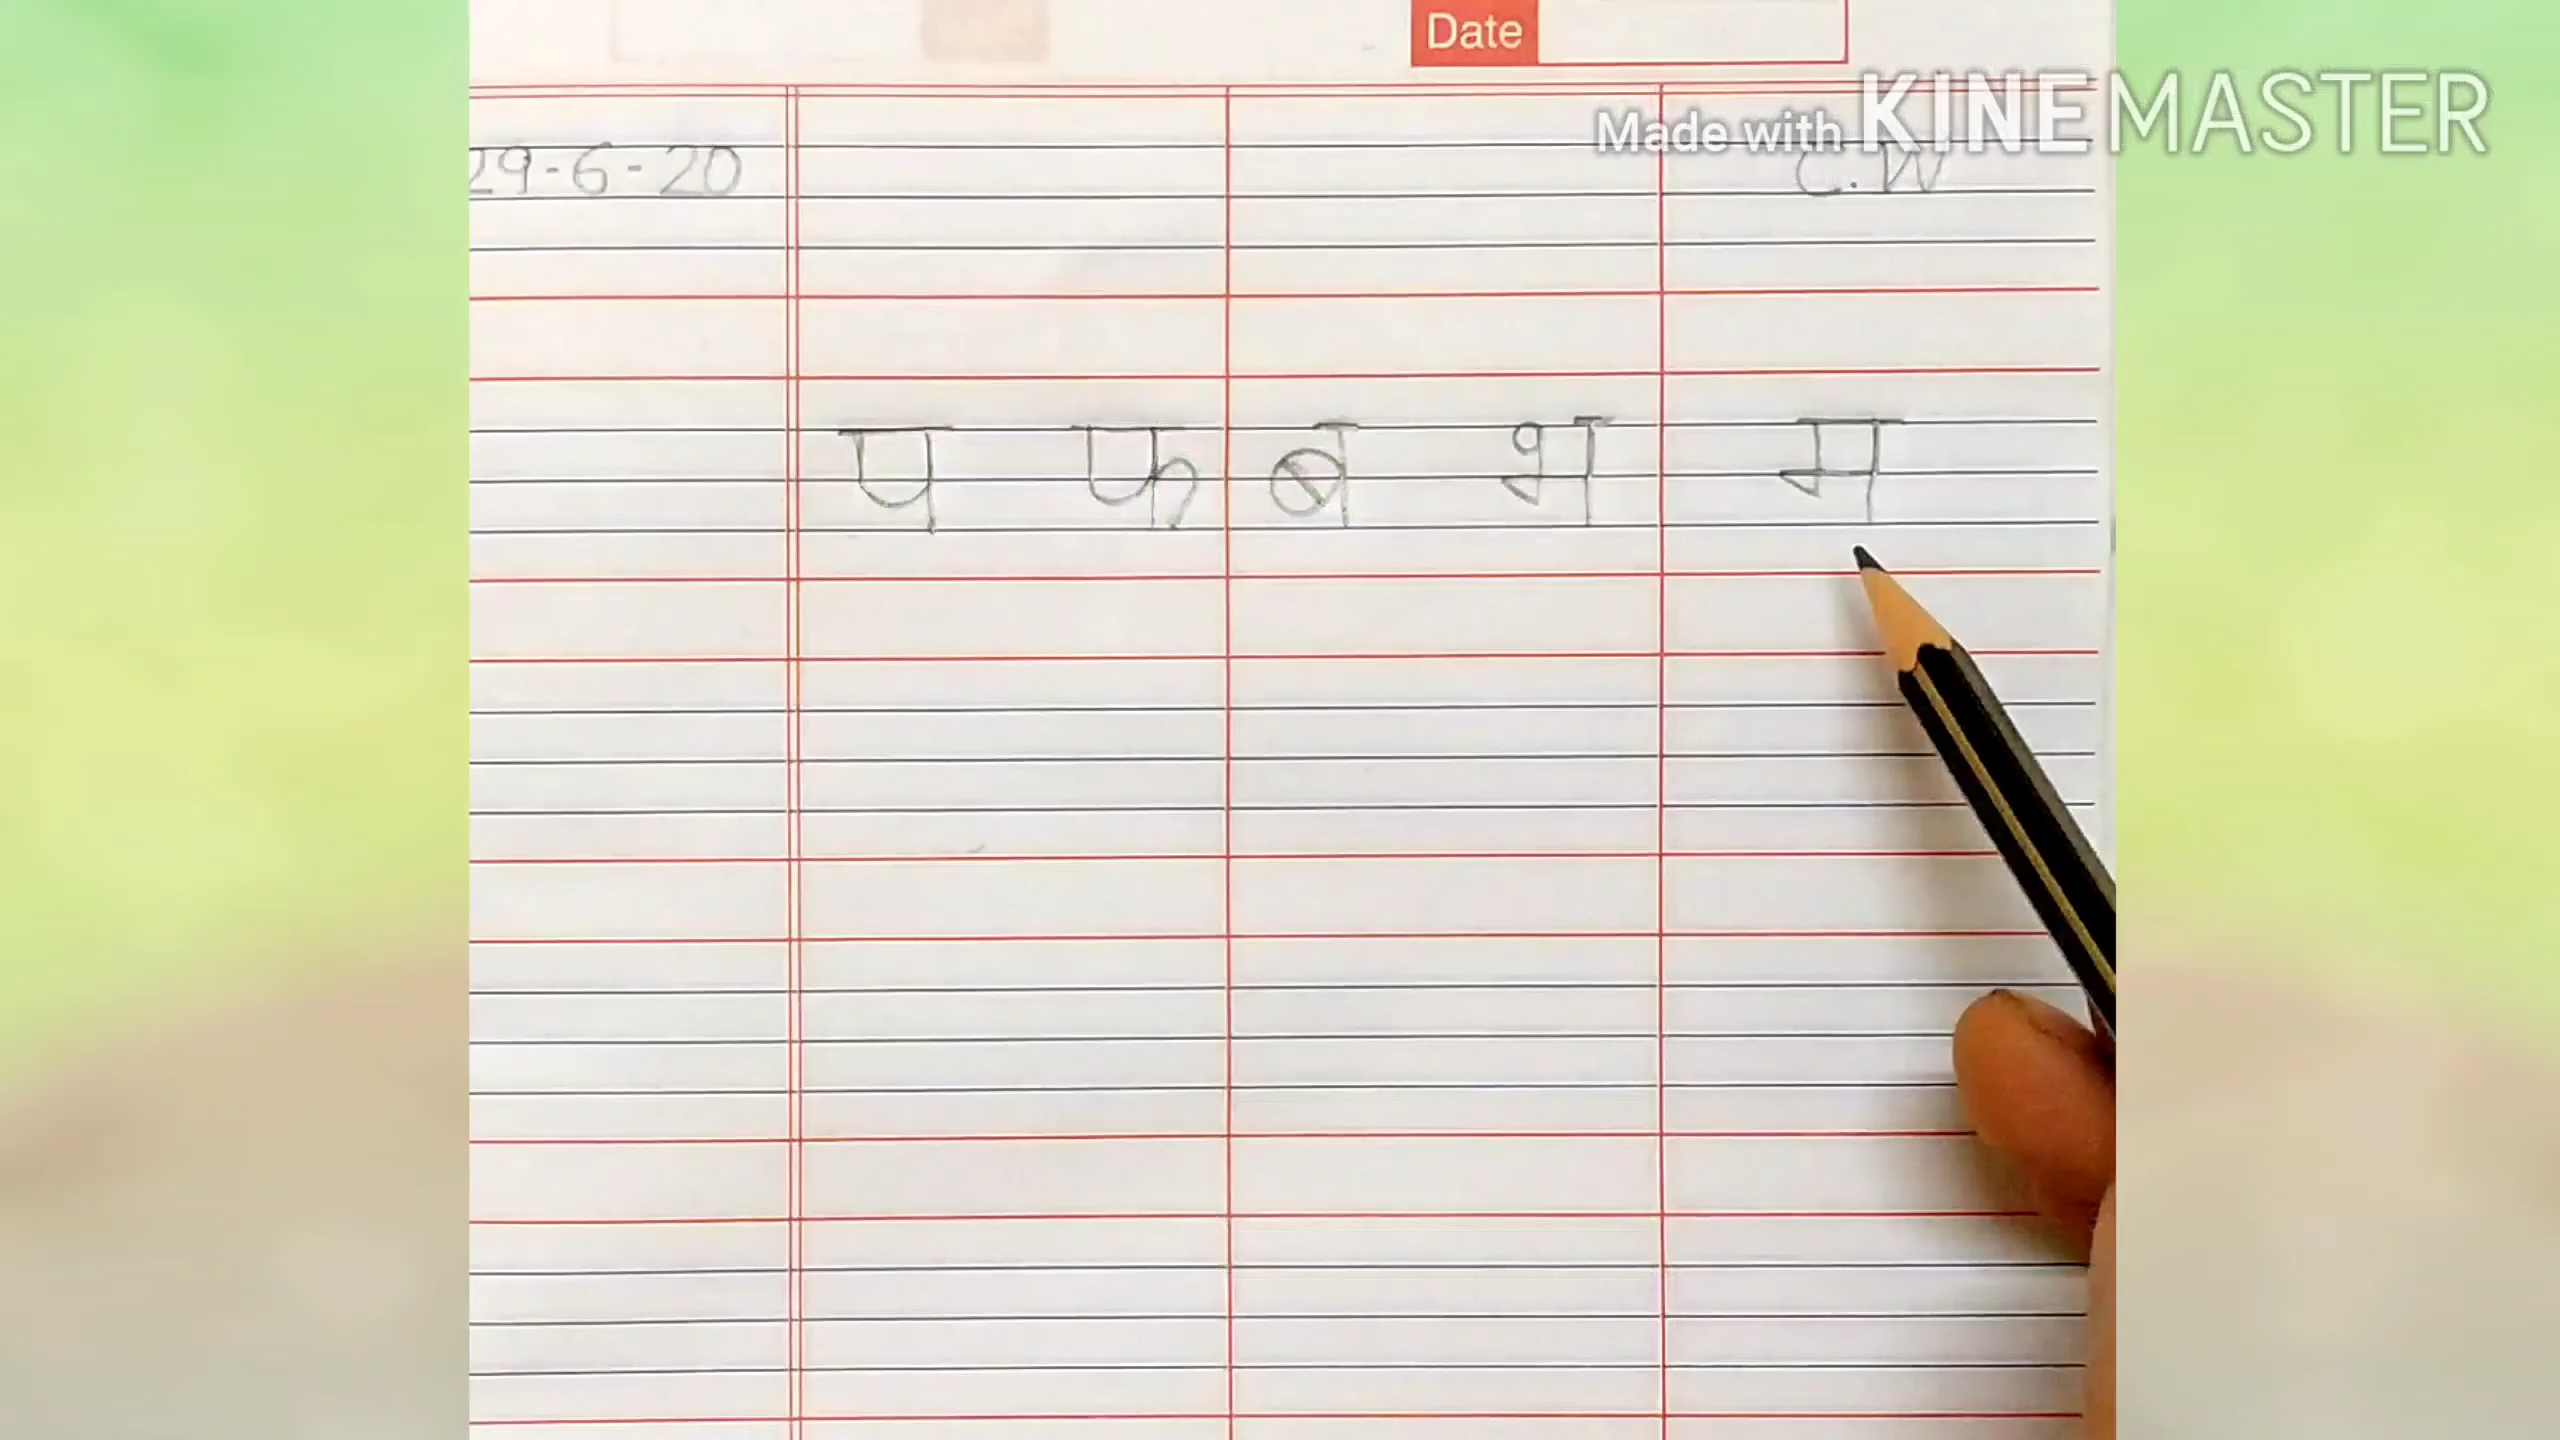 Date
Made with KINEMASTER
29-6-20 C.W
प फ ब भ म